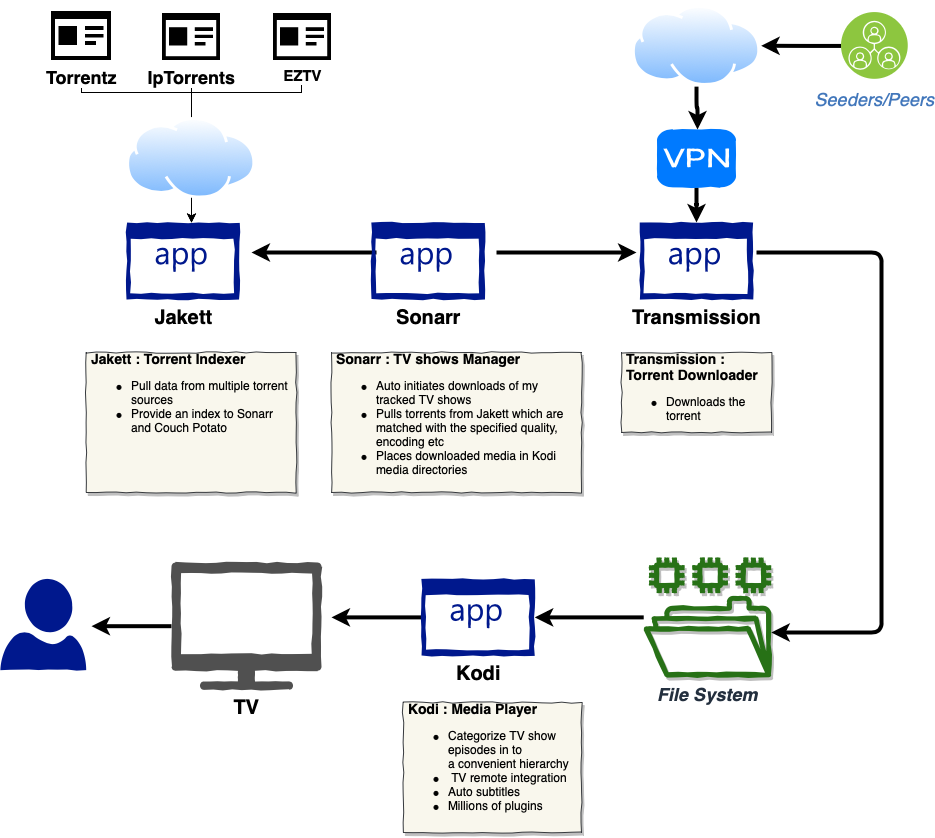 Torrentz
IpTorrents
EZTV
Seeders/Peers
VPN
app
app
app
Jakett
Sonarr
Transmission
Jakett : Torrent Indexer
Pull data from multiple torrent
sources
Provide an index to Sonarr
and Couch Potato
Sonarr : TV shows Manager
Auto initiates downloads of my
tracked TV shows
Pulls torrents from Jakett which are
matched with the specified quality,
encoding etc
Places downloaded media in Kodi
media directories
Transmission :
Torrent Downloader
Downloads the
torrent
app
TV
Kodi
File System
Kodi : Media Player
Categorize TV show
episodes in to
a convenient hierarchy
TV remote integration
Auto subtitles
Millions of plugins